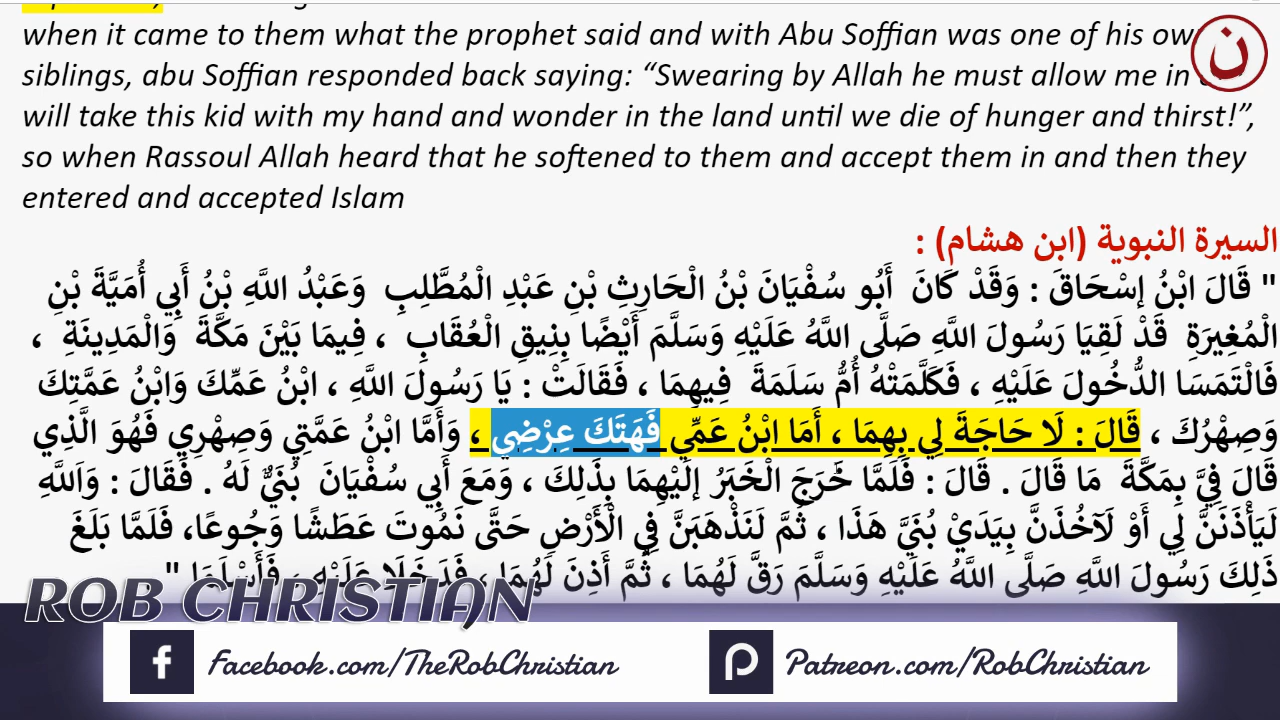 when it came to them what the prophet said and with Abu Soffian was one of his
siblings, abu Soffian responded back saying: “Swearing by Allah he must allow me in
will take this kid with my hand and wonder in the land until we die of hunger and thirst!”,
so when Rassoul Allah heard that he softened to them and accept them in and then they
entered and accepted Islam
السيرة النبوية (ابن هشام) :
" قَالَ ابْنُ إسْحَاقَ : وَقَدْ كَانَ أَبُو سُفْيَانَ بْنُ الْحَارِثِ بْنِ عَبْدِ الْمُطَّلِبِ وَعَبْدُ اللَّهِ بْنُ أَبِي أُمَيَّةَ بْنِ
الْمُغِيرَةِ قَدْ لَقِيَا رَسُولَ اللَّهِ صَلَّى اللَّهُ عَلَيْهِ وَسَلَّمَ أَيْضًا بِنِيقِ الْعُقَابِ ، فِيمَا بَيْنَ مَكَّةَ وَالْمَدِينَةِ ،
فَالْتَمَسَا الدُّخُولَ عَلَيْهِ ، فَكَلَّمَتْهُ أُمُّ سَلَمَةَ فِيهِمَا ، فَقَالَتْ : يَا رَسُولَ اللَّهِ ، ابْنُ عَمِّكَ وَابْنُ عَمَّتِكَ
وَصِهْرُكَ ، قَالَ : لَا حَاجَةَ لِي بِهِمَا ، أَمَا ابْنُ عَمِّي فَهَتَكَ عِرْضِي ، وَأَمَّا ابْنُ عَمَّتِي وَصِهْرِي فَهُوَ الَّذِي
قَالَ فِيَّ بِمَكَّةَ مَا قَالَ . قَالَ : فَلَمَّا خَرَجَ الْخَبَرُ إلَيْهِمَا بِذَلِكَ ، وَمَعَ أَبِي سُفْيَانَ بُنَيٌّ لَهُ . فَقَالَ : وَاَللَّهِ
لَيَأْذَنَنَّ لِي أَوْ لَآخُذَنَّ بِيَدَيْ بُنَيَّ هَذَا ، ثُمَّ لَنَذْهَبَنَّ فِي الْأَرْضِ حَتَّى نَمُوتَ عَطَشًا وَجُوعًا، فَلَمَّا بَلَغَ
ذَلِكَ رَسُولَ اللَّهِ صَلَّى اللَّهُ عَلَيْهِ وَسَلَّمَ رَقَّ لَهُمَا ، ثُمَّ أَذِنَ لَهُمَا ، فَدَخَلَا عَلَيْهِ ، فَأَسْلَمَا "
ROB CHRISTIAN
Facebook.com/TheRobChristian
Patreon.com/RobChristian
ن